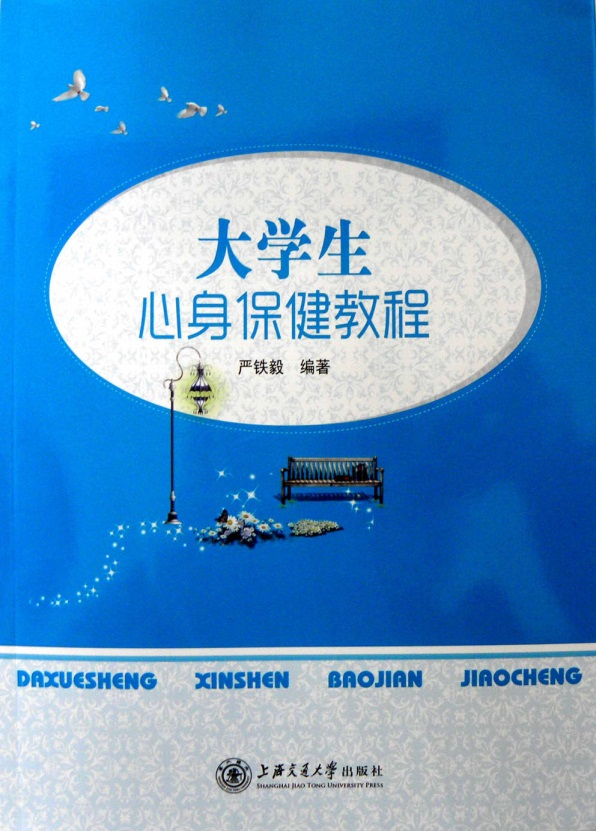 大学生
心身保健教程
严铁毅 编著
DAXUESHENG XINSHEN BAOJIAN JIAOCHENG
上海交通大学出版社
SHANGHAI JIAO TONG UNIVERSITY PRESS